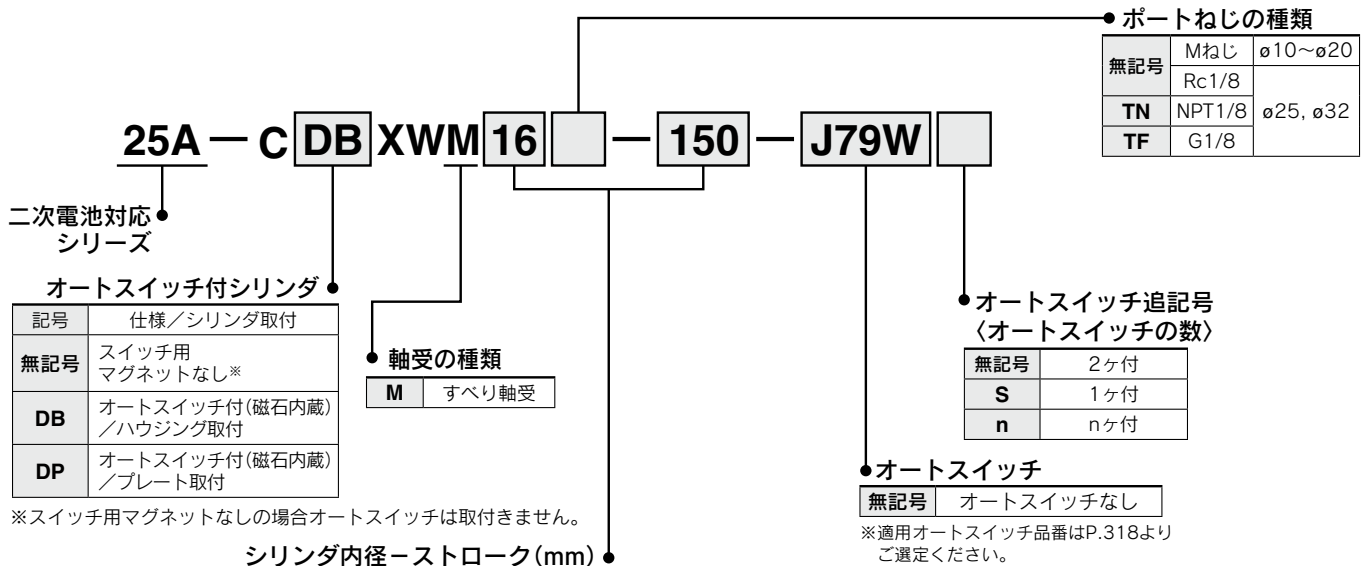 ポートねじの種類
無記号 Mねじ ø10～ø20
Rc1/8 ø25, ø32
TN NPT1/8
TF G1/8
25A — C DB XWM 16 — 150 — J79W
二次電池対応
シリーズ
オートスイッチ付シリンダ
記号 仕様／シリンダ取付
無記号 スイッチ用
マグネットなし※
DB オートスイッチ付(磁石内蔵)
／ハウジング取付
DP オートスイッチ付(磁石内蔵)
／プレート取付
※スイッチ用マグネットなしの場合オートスイッチは取付きません。
軸受の種類
M すべり軸受
シリンダ内径－ストローク(mm)
オートスイッチ追記号
〈オートスイッチの数〉
無記号 2ヶ付
S 1ヶ付
n nヶ付
オートスイッチ
無記号 オートスイッチなし
※適用オートスイッチ品番はP.318より
ご選定ください。